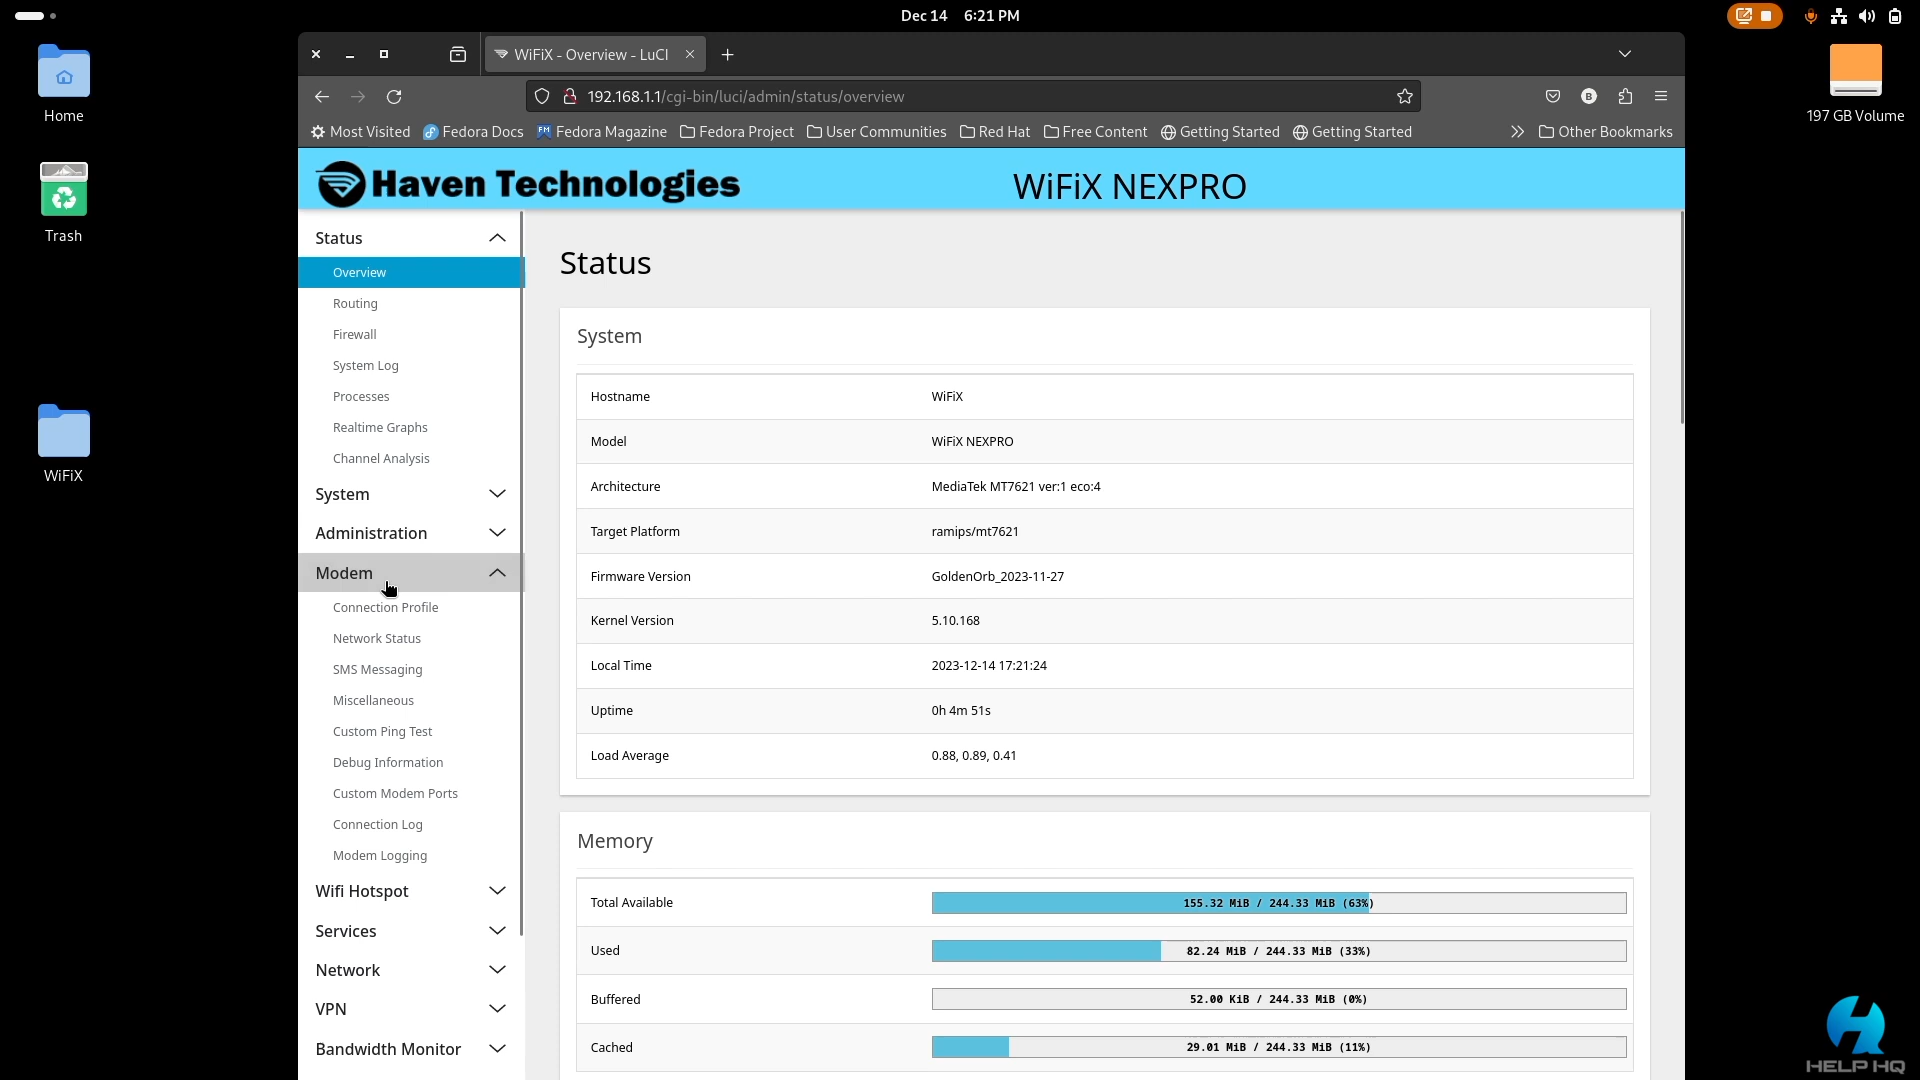 Dec 14 6:21 PM
Home
Trash
WiFiX
197 GB Volume
WiFiX - Overview - LuCI
192.168.1.1/cgi-bin/luci/admin/status/overview
B
Most Visited
Fedora Docs
FM Fedora Magazine
Fedora Project
User Communities
Red Hat
Free Content
Getting Started
Getting Started
Other Bookmarks
Haven Technologies
WiFiX NEXPRO
Status
Overview
Routing
Firewall
System Log
Processes
Realtime Graphs
Channel Analysis
System
Administration
Modem
Connection Profile
Network Status
SMS Messaging
Miscellaneous
Custom Ping Test
Debug Information
Custom Modem Ports
Connection Log
Modem Logging
Wifi Hotspot
Services
Network
VPN
Bandwidth Monitor
Status
System
Hostname WiFiX
Model WiFiX NEXPRO
Architecture MediaTek MT7621 ver:1 eco:4
Target Platform ramips/mt7621
Firmware Version GoldenOrb_2023-11-27
Kernel Version 5.10.168
Local Time 2023-12-14 17:21:24
Uptime 0h 4m 51s
Load Average 0.88, 0.89, 0.41
Memory
Total Available 155.32 MiB / 244.33 MiB (63%)
Used 82.24 MiB / 244.33 MiB (33%)
Buffered 52.00 KiB / 244.33 MiB (0%)
Cached 29.01 MiB / 244.33 MiB (11%)
HELP HQ